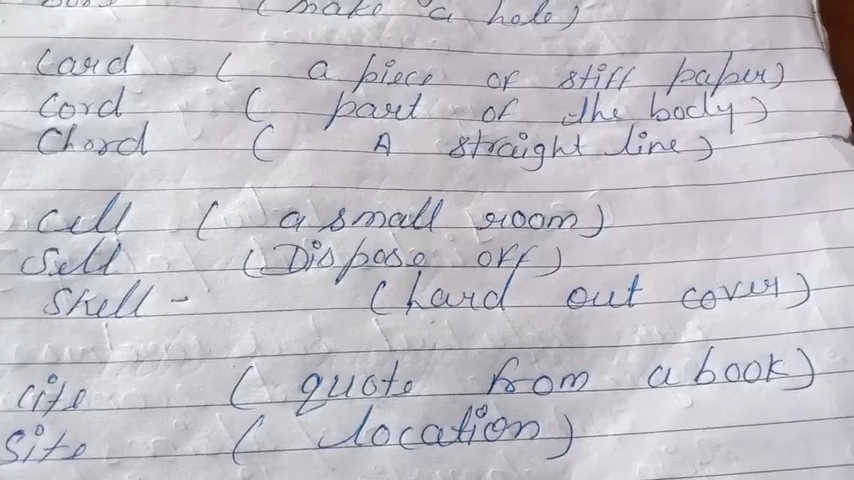 (make a hole)
Card ( a piece of stiff paper)
Cord ( part of the body)
Chord ( A straight line)
Cell ( a small room)
Sell (Dispose off)
Shell - (hard out cover)
cite ( quote from a book)
Site ( location)